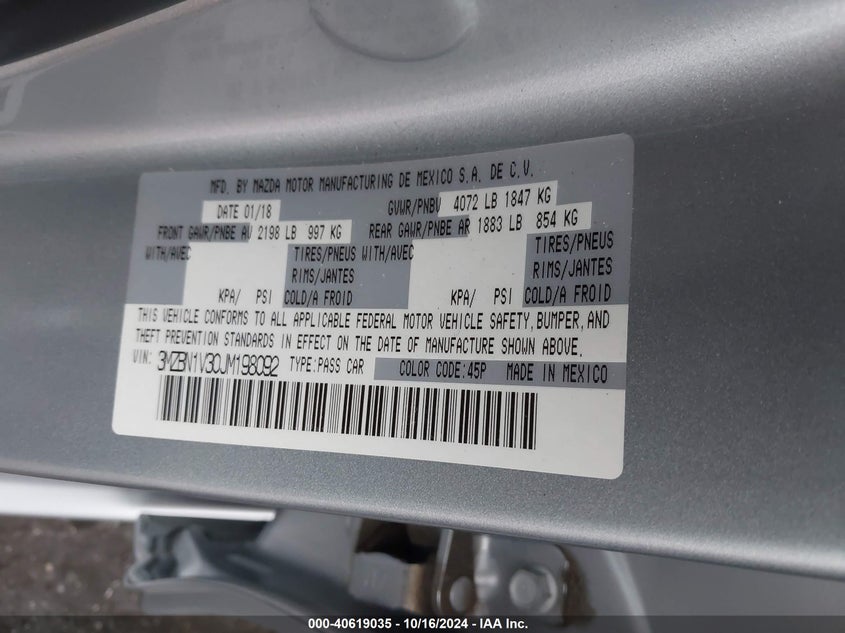 MFD. BY MAZDA MOTOR MANUFACTURING DE MEXICO S.A. DE C.V.
DATE 01/18 GVWR/PNBV 4072 LB 1847 KG
FRONT GAWR/PNBE AV 2198 LB 997 KG REAR GAWR/PNBE AR 1883 LB 854 KG
WITH/AVEC TIRES/PNEUS WITH/AVEC TIRES/PNEUS
RIMS/JANTES RIMS/JANTES
KPA/ PSI COLD/A FROID KPA/ PSI COLD/A FROID
THIS VEHICLE CONFORMS TO ALL APPLICABLE FEDERAL MOTOR VEHICLE SAFETY, BUMPER, AND
THEFT PREVENTION STANDARDS IN EFFECT ON THE DATE OF MANUFACTURE SHOWN ABOVE.
VIN: 3MZBN1V30JM198092 TYPE:PASS CAR COLOR CODE:45P MADE IN MEXICO
000-40619035 - 10/16/2024 - IAA Inc.